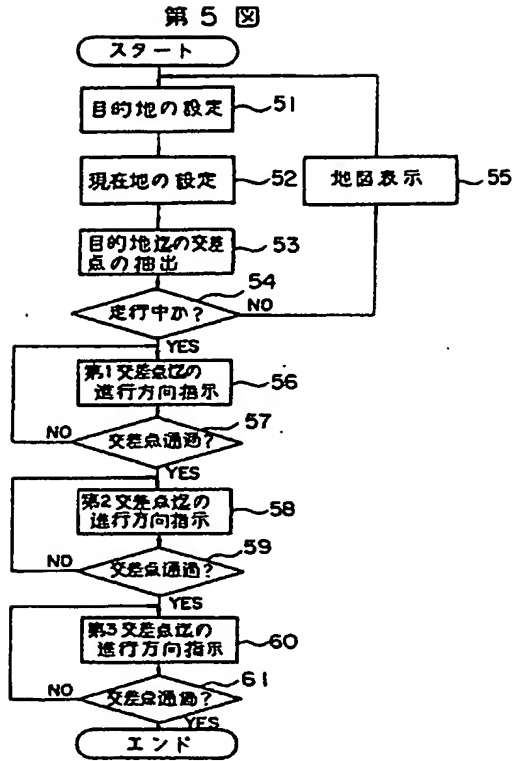 第5図
スタート
目的地の設定
51
現在地の設定
52
地図表示
55
目的地迄の交差
点の抽出
53
54
走行中か?
NO
YES
第1交差点迄の
進行方向指示
56
57
交差点通過?
NO
YES
第2交差点迄の
進行方向指示
58
59
交差点通過?
NO
YES
第3交差点迄の
進行方向指示
60
61
交差点通過?
NO
YES
エンド